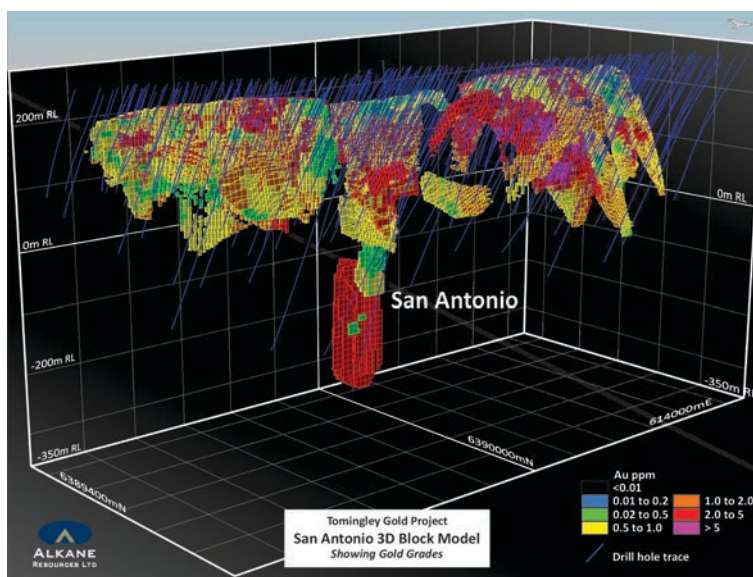 200m RL
0m RL
-200m RL
-350m RL
0m RL
-350m RL
San Antonio
6389400mN
6390000mN
614000mE
Au ppm
<0.01
0.01 to 0.2
0.02 to 0.5
0.5 to 1.0
1.0 to 2.0
2.0 to 5
> 5
Drill hole trace
Tomingley Gold Project
San Antonio 3D Block Model
Showing Gold Grades
ALKANE
RESOURCES LTD